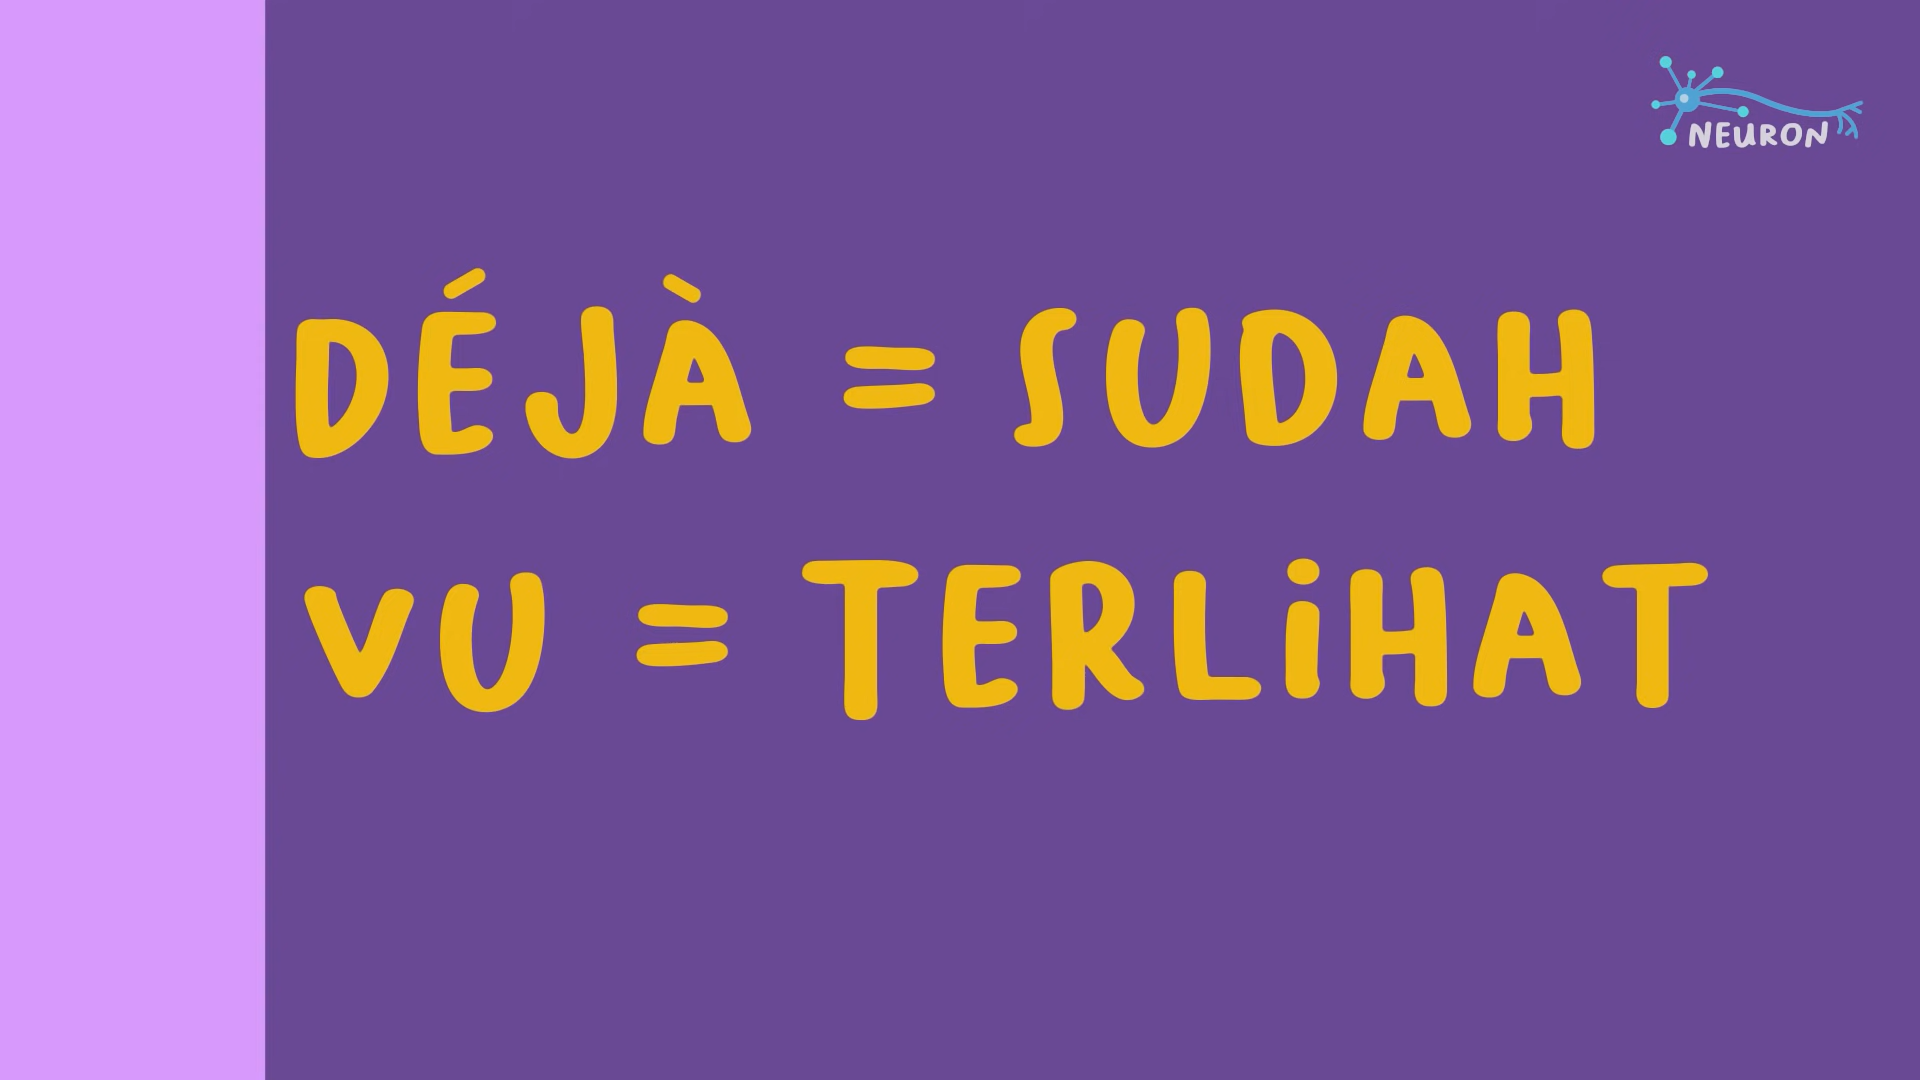 NEURON
DÉJÀ = SUDAH
VU = TERLiHAT